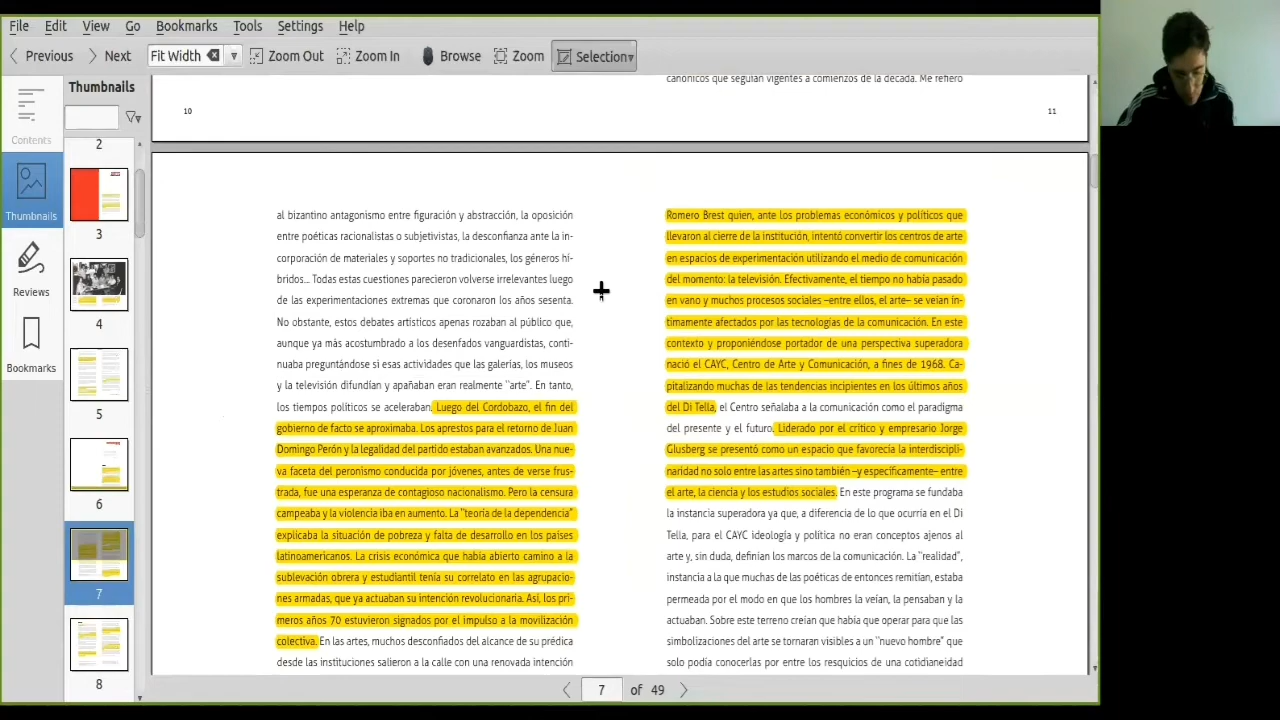 File Edit View Go Bookmarks Tools Settings Help
Previous Next Fit Width Zoom Out Zoom In Browse Zoom Selection
Contents
Thumbnails
Reviews
Bookmarks
Thumbnails
2
3
4
5
6
7
8
canónicos que seguían vigentes a comienzos de la década. Me refiero
10
11
al bizantino antagonismo entre figuración y abstracción, la oposición
entre poéticas racionalistas o subjetivistas, la desconfianza ante la in-
corporación de materiales y soportes no tradicionales, los géneros hí-
bridos... Todas estas cuestiones parecieron volverse irrelevantes luego
de las experimentaciones extremas que coronaron los años sesenta.
No obstante, estos debates artísticos apenas rozaban al público que,
aunque ya más acostumbrado a los desenfados vanguardistas, conti-
nuaba preguntándose si esas actividades que las galerías, los museos
y la televisión difundían y apañaban eran realmente "arte". En tanto,
los tiempos políticos se aceleraban. Luego del Cordobazo, el fin del
gobierno de facto se aproximaba. Los aprestos para el retorno de Juan
Domingo Perón y la legalidad del partido estaban avanzados. Una nue-
va faceta del peronismo conducida por jóvenes, antes de verse frus-
trada, fue una esperanza de contagioso nacionalismo. Pero la censura
campeaba y la violencia iba en aumento. La "teoría de la dependencia"
explicaba la situación de pobreza y falta de desarrollo en los países
latinoamericanos. La crisis económica que había abierto camino a la
sublevación obrera y estudiantil tenía su correlato en las agrupacio-
nes armadas, que ya actuaban su intención revolucionaria. Así, los pri-
meros años 70 estuvieron signados por el impulso a la movilización
colectiva. En las artes, muchos desconfiados del alcance de su prédica
desde las instituciones salieron a la calle con una renovada intención
Romero Brest quien, ante los problemas económicos y políticos que
llevaron al cierre de la institución, intentó convertir los centros de arte
en espacios de experimentación utilizando el medio de comunicación
del momento: la televisión. Efectivamente, el tiempo no había pasado
en vano y muchos procesos sociales –entre ellos, el arte– se veían ín-
timamente afectados por las tecnologías de la comunicación. En este
contexto y proponiéndose portador de una perspectiva superadora
nació el CAYC, Centro de Arte y Comunicación, a fines de 1968. Ca-
pitalizando muchas de las tendencias incipientes en los últimos años
del Di Tella, el Centro señalaba a la comunicación como el paradigma
del presente y el futuro. Liderado por el crítico y empresario Jorge
Glusberg se presentó como un espacio que favorecía la interdiscipli-
naridad no solo entre las artes sino también –y específicamente– entre
el arte, la ciencia y los estudios sociales. En este programa se fundaba
la instancia superadora ya que, a diferencia de lo que ocurría en el Di
Tella, para el CAYC ideología y política no eran conceptos ajenos al
arte y, sin duda, definían los marcos de la comunicación. La "realidad",
instancia a la que muchas de las poéticas de entonces remitían, estaba
permeada por el modo en que los hombres la veían, la pensaban y la
actuaban. Sobre este terreno creían que había que operar para que las
simbolizaciones del arte se tornaran visibles a un "nuevo hombre" que
solo podía conocerlas por entre los resquicios de una cotidianeidad
7 of 49